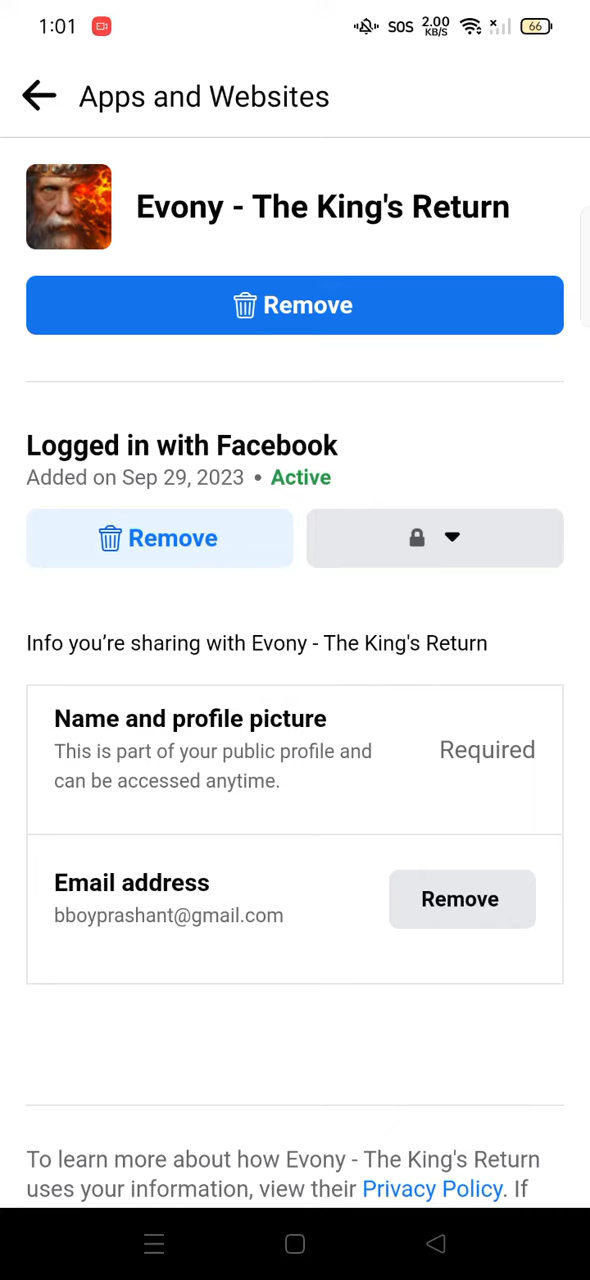 1:01 SOS 2.00 KB/S 66
Apps and Websites
Evony - The King's Return
Remove
Logged in with Facebook
Added on Sep 29, 2023 • Active
Remove
Info you’re sharing with Evony - The King's Return
Name and profile picture
This is part of your public profile and
can be accessed anytime.
Required
Email address
bboyprashant@gmail.com
Remove
To learn more about how Evony - The King's Return
uses your information, view their Privacy Policy. If